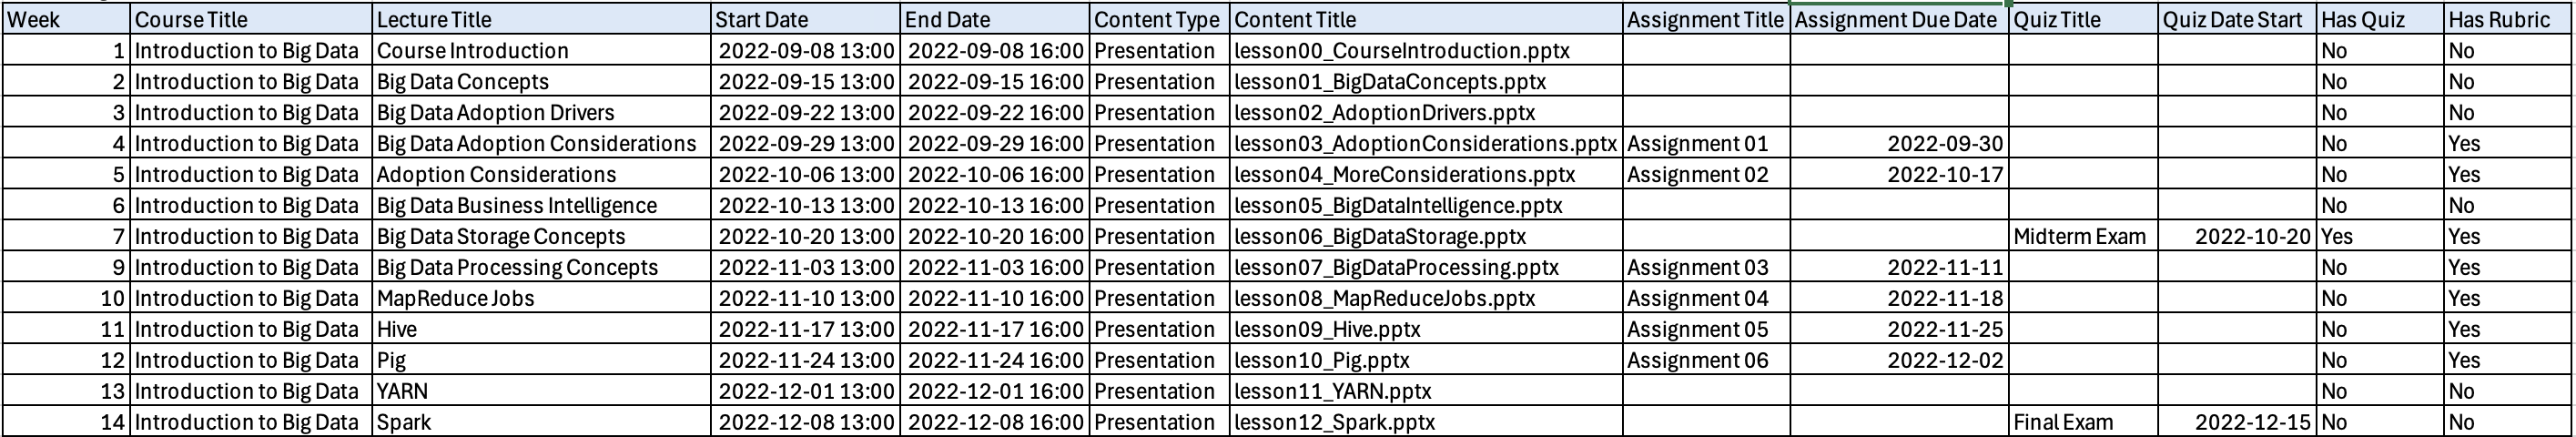 Week Course Title Lecture Title Start Date End Date Content Type Content Title Assignment Title Assignment Due Date Quiz Title Quiz Date Start Has Quiz Has Rubric
1 Introduction to Big Data Course Introduction 2022-09-08 13:00 2022-09-08 16:00 Presentation lesson00_CourseIntroduction.pptx No No
2 Introduction to Big Data Big Data Concepts 2022-09-15 13:00 2022-09-15 16:00 Presentation lesson01_BigDataConcepts.pptx No No
3 Introduction to Big Data Big Data Adoption Drivers 2022-09-22 13:00 2022-09-22 16:00 Presentation lesson02_AdoptionDrivers.pptx No No
4 Introduction to Big Data Big Data Adoption Considerations 2022-09-29 13:00 2022-09-29 16:00 Presentation lesson03_AdoptionConsiderations.pptx Assignment 01 2022-09-30 No Yes
5 Introduction to Big Data Adoption Considerations 2022-10-06 13:00 2022-10-06 16:00 Presentation lesson04_MoreConsiderations.pptx Assignment 02 2022-10-17 No Yes
6 Introduction to Big Data Big Data Business Intelligence 2022-10-13 13:00 2022-10-13 16:00 Presentation lesson05_BigDataIntelligence.pptx No No
7 Introduction to Big Data Big Data Storage Concepts 2022-10-20 13:00 2022-10-20 16:00 Presentation lesson06_BigDataStorage.pptx Midterm Exam 2022-10-20 Yes Yes
9 Introduction to Big Data Big Data Processing Concepts 2022-11-03 13:00 2022-11-03 16:00 Presentation lesson07_BigDataProcessing.pptx Assignment 03 2022-11-11 No Yes
10 Introduction to Big Data MapReduce Jobs 2022-11-10 13:00 2022-11-10 16:00 Presentation lesson08_MapReduceJobs.pptx Assignment 04 2022-11-18 No Yes
11 Introduction to Big Data Hive 2022-11-17 13:00 2022-11-17 16:00 Presentation lesson09_Hive.pptx Assignment 05 2022-11-25 No Yes
12 Introduction to Big Data Pig 2022-11-24 13:00 2022-11-24 16:00 Presentation lesson10_Pig.pptx Assignment 06 2022-12-02 No Yes
13 Introduction to Big Data YARN 2022-12-01 13:00 2022-12-01 16:00 Presentation lesson11_YARN.pptx No No
14 Introduction to Big Data Spark 2022-12-08 13:00 2022-12-08 16:00 Presentation lesson12_Spark.pptx Final Exam 2022-12-15 No No